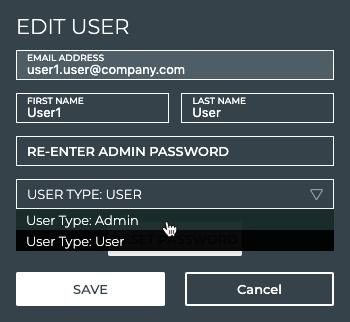 EDIT USER
EMAIL ADDRESS
user1.user@company.com
FIRST NAME
User1
LAST NAME
User
RE-ENTER ADMIN PASSWORD
USER TYPE: USER
User Type: Admin
User Type: User
PASSWORD
SAVE
Cancel